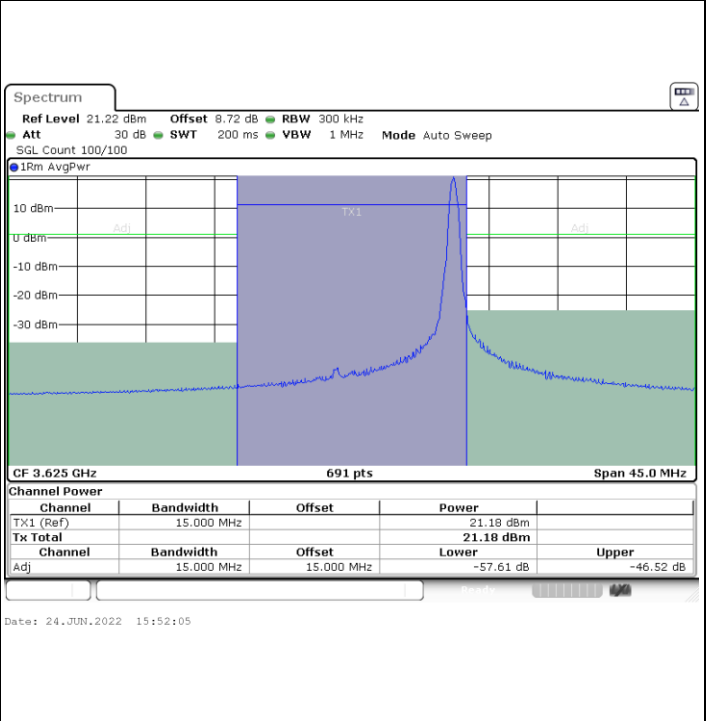 Spectrum
Ref Level 21.22 dBm Offset 8.72 dB RBW 300 kHz
Att 30 dB SWT 200 ms VBW 1 MHz Mode Auto Sweep
SGL Count 100/100
1Rm AvgPwr
10 dBm
TX1
Adj Adj
0 dBm
-10 dBm
-20 dBm
-30 dBm
CF 3.625 GHz 691 pts Span 45.0 MHz
Channel Power
Channel Bandwidth Offset Power
TX1 (Ref) 15.000 MHz 21.18 dBm
Tx Total 21.18 dBm
Channel Bandwidth Offset Lower Upper
Adj 15.000 MHz 15.000 MHz -57.61 dB -46.52 dB
Ready
Date: 24.JUN.2022 15:52:05